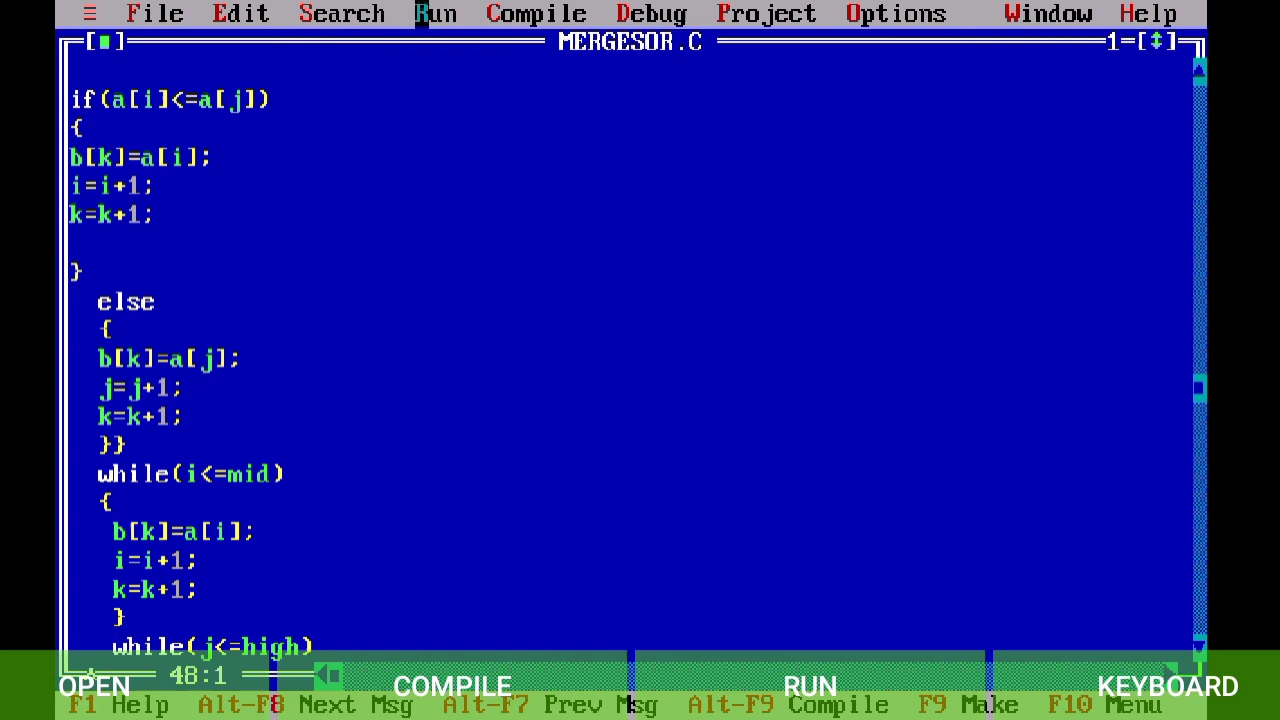 ≡ File Edit Search Run Compile Debug Project Options Window Help
[■] MERGESOR.C 1=[↕]
if(a[i]<=a[j])
{
b[k]=a[i];
i=i+1;
k=k+1;
}
else
{
b[k]=a[j];
j=j+1;
k=k+1;
}}
while(i<=mid)
{
b[k]=a[i];
i=i+1;
k=k+1;
}
while(j<=high)
48:1
OPEN COMPILE RUN KEYBOARD
F1 Help Alt-F8 Next Msg Alt-F7 Prev Msg Alt-F9 Compile F9 Make F10 Menu